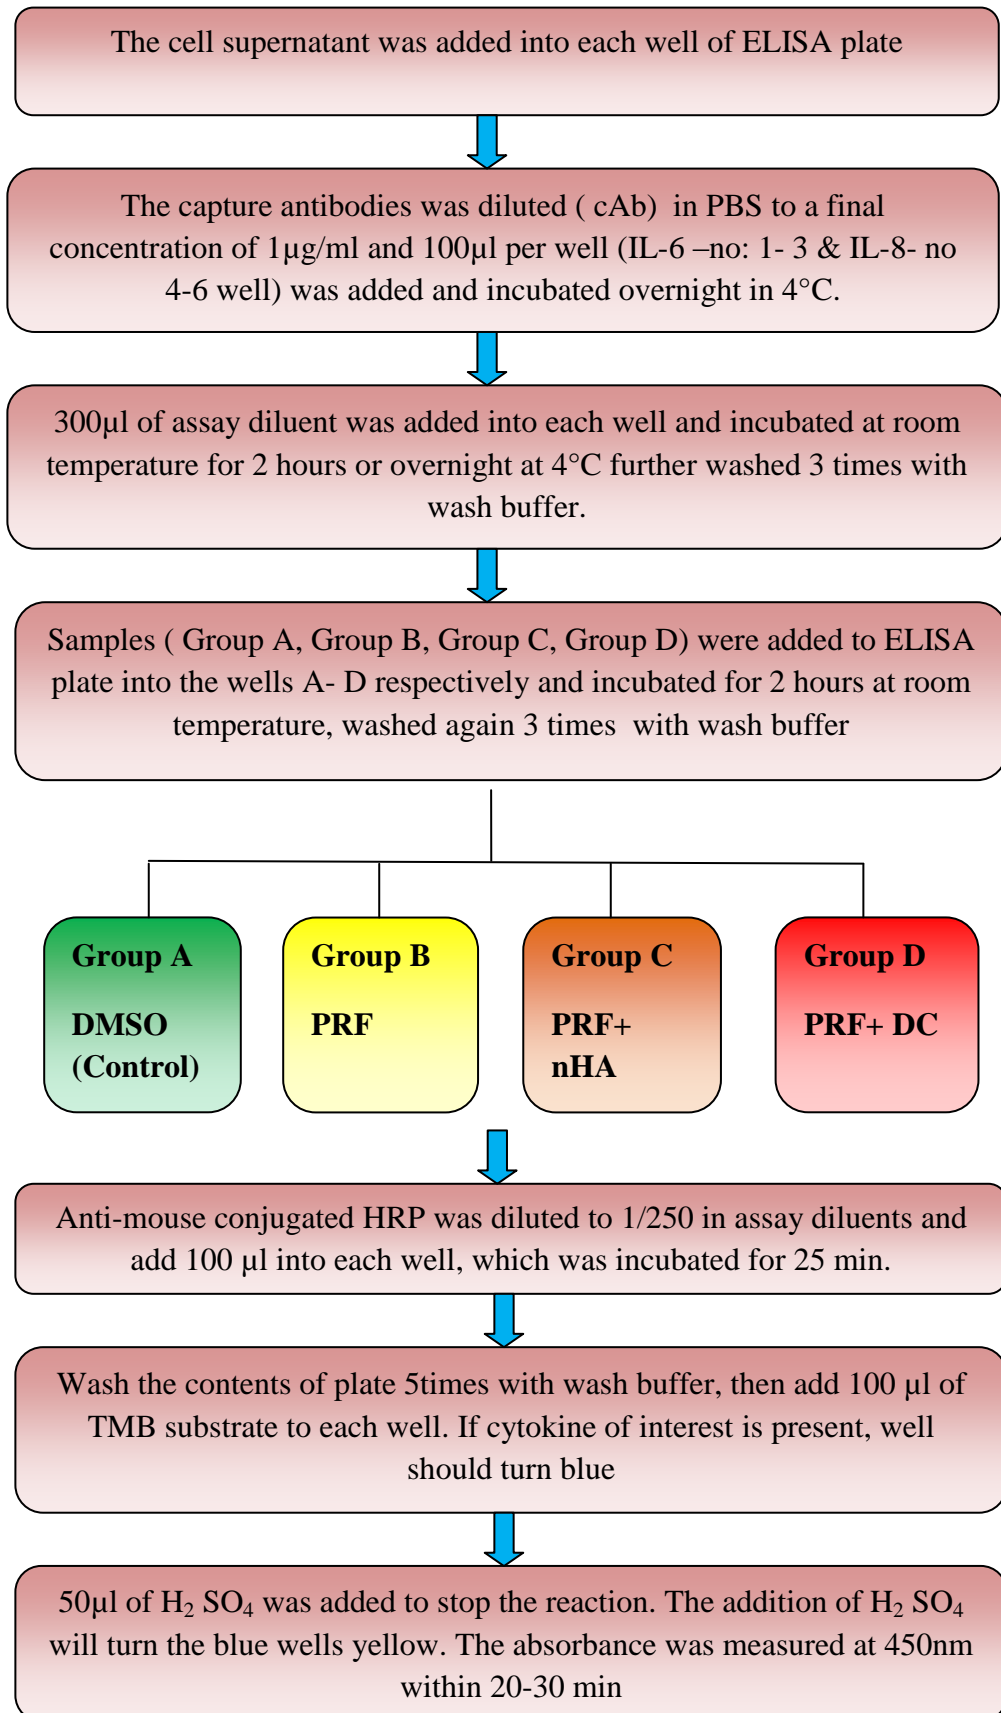 The cell supernatant was added into each well of ELISA plate
The capture antibodies was diluted ( cAb) in PBS to a final
concentration of 1µg/ml and 100µl per well (IL-6 –no: 1- 3 & IL-8- no
4-6 well) was added and incubated overnight in 4°C.
300µl of assay diluent was added into each well and incubated at room
temperature for 2 hours or overnight at 4°C further washed 3 times with
wash buffer.
Samples ( Group A, Group B, Group C, Group D) were added to ELISA
plate into the wells A- D respectively and incubated for 2 hours at room
temperature, washed again 3 times with wash buffer
Group A
DMSO
(Control)
Group B
PRF
Group C
PRF+
nHA
Group D
PRF+ DC
Anti-mouse conjugated HRP was diluted to 1/250 in assay diluents and
add 100 µl into each well, which was incubated for 25 min.
Wash the contents of plate 5times with wash buffer, then add 100 µl of
TMB substrate to each well. If cytokine of interest is present, well
should turn blue
50µl of H₂ SO₄ was added to stop the reaction. The addition of H₂ SO₄
will turn the blue wells yellow. The absorbance was measured at 450nm
within 20-30 min